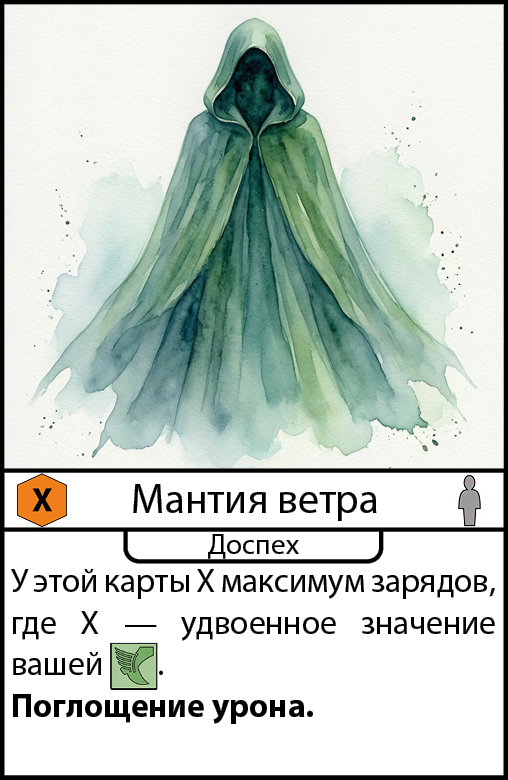 X
Мантия ветра
Доспех
У этой карты X максимум зарядов,
где X — удвоенное значение
вашей .
Поглощение урона.